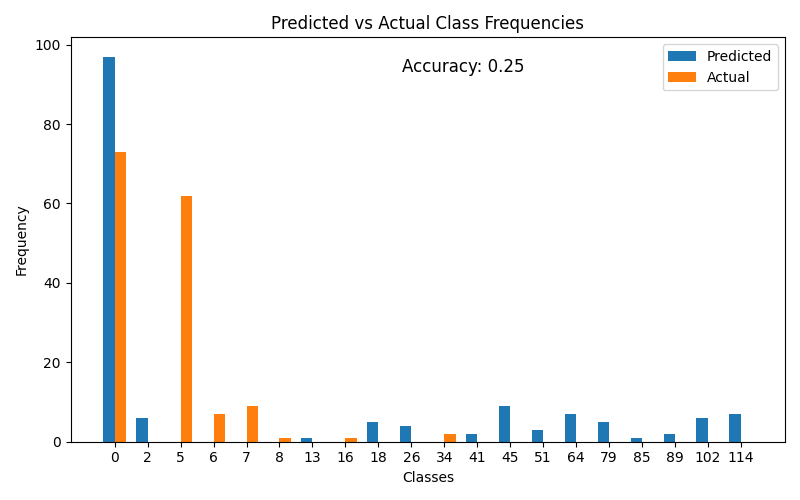 Predicted vs Actual Class Frequencies
Accuracy: 0.25
Predicted
Actual
100
80
60
40
20
0
Frequency
0 2 5 6 7 8 13 16 18 26 34 41 45 51 64 79 85 89 102 114
Classes